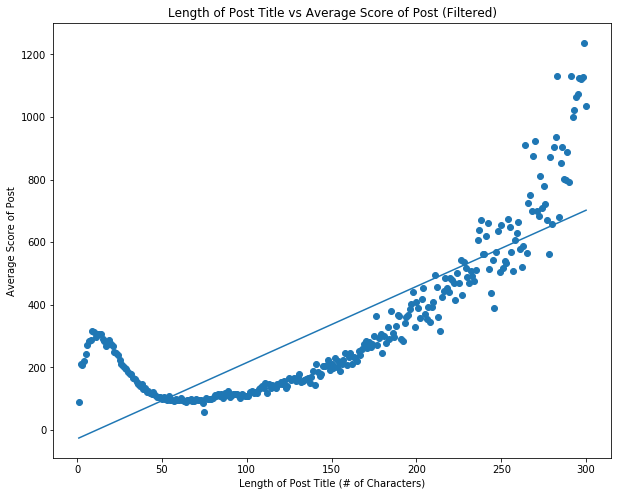 Length of Post Title vs Average Score of Post (Filtered)
1200
1000
800
600
400
200
0
Average Score of Post
0 50 100 150 200 250 300
Length of Post Title (# of Characters)